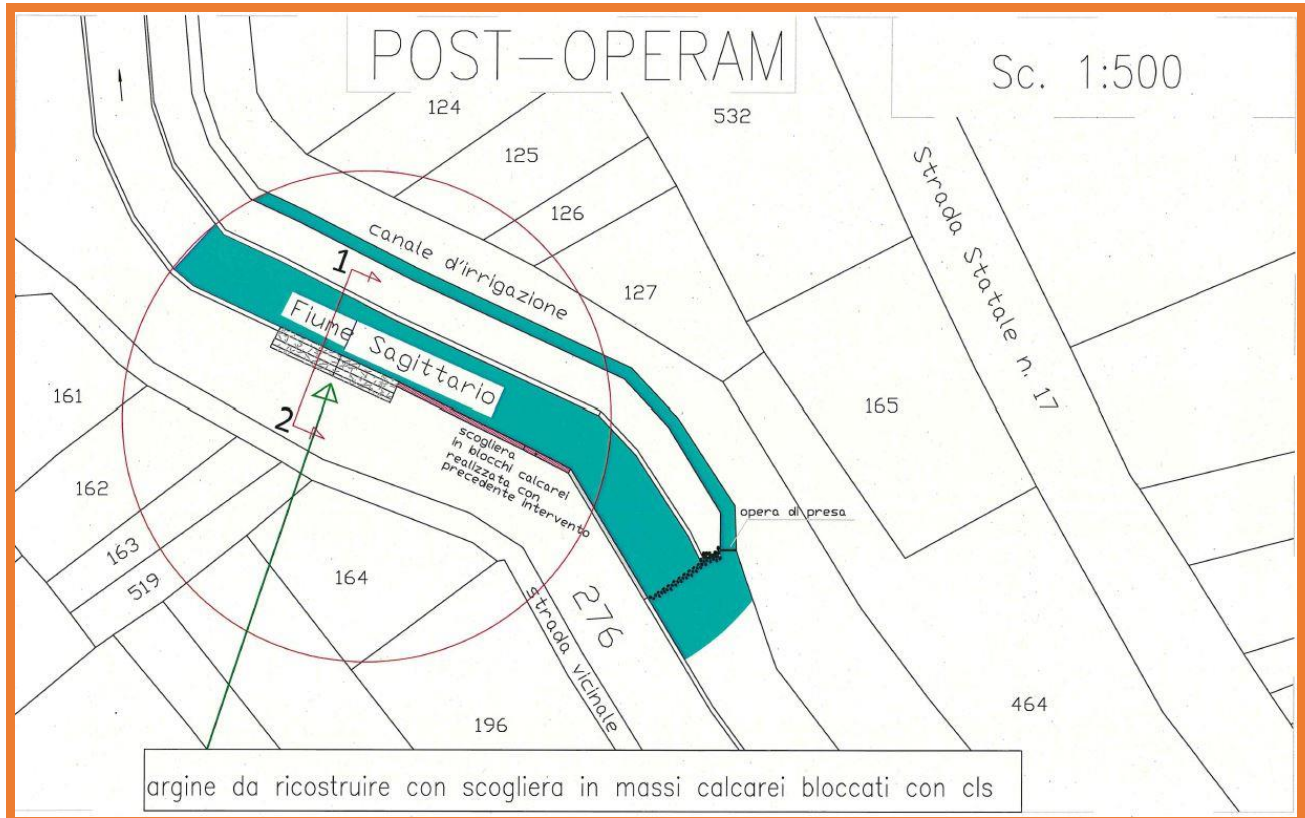 POST-OPERAM
Sc. 1:500
124
532
125
126
127
Strada Statale n. 17
canale d'irrigazione
1
Fiume Sagittario
2
161
165
scogliera
in blocchi calcarei
realizzata con
precedente intervento
162
opera di presa
163
519
164
276
strada vicinale
196
464
argine da ricostruire con scogliera in massi calcarei bloccati con cls